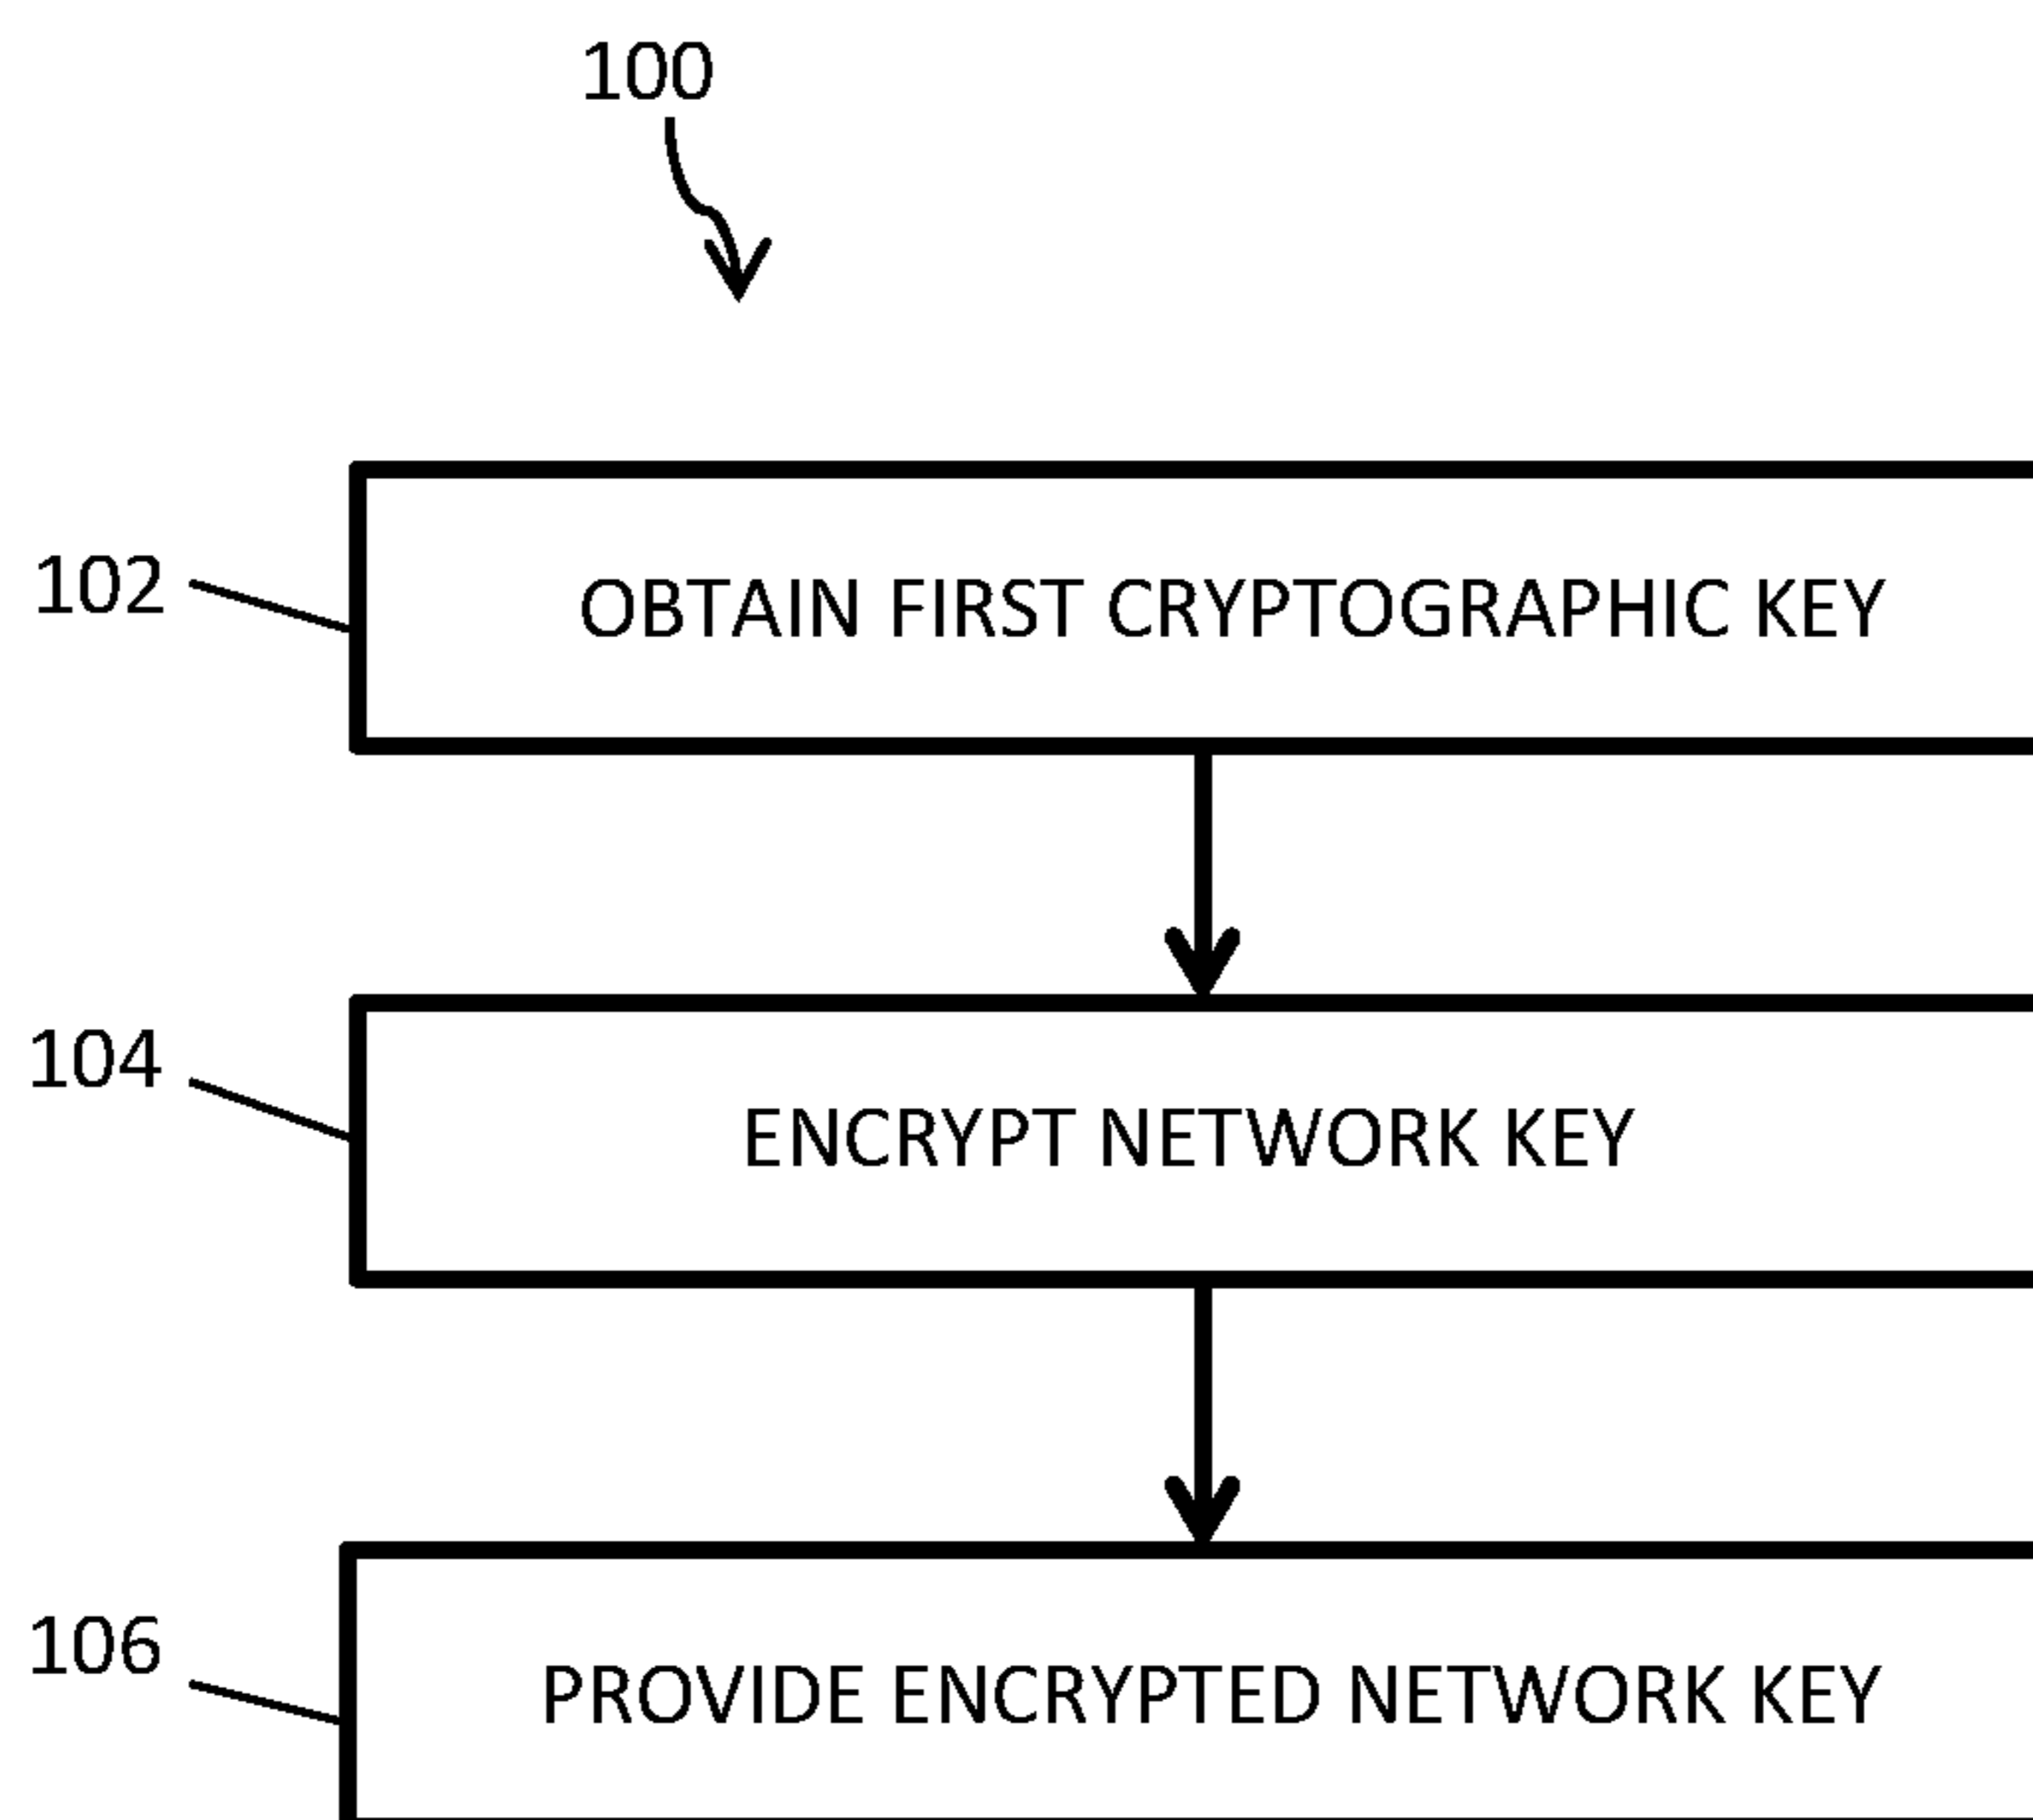 100
102
OBTAIN FIRST CRYPTOGRAPHIC KEY
104
ENCRYPT NETWORK KEY
106
PROVIDE ENCRYPTED NETWORK KEY